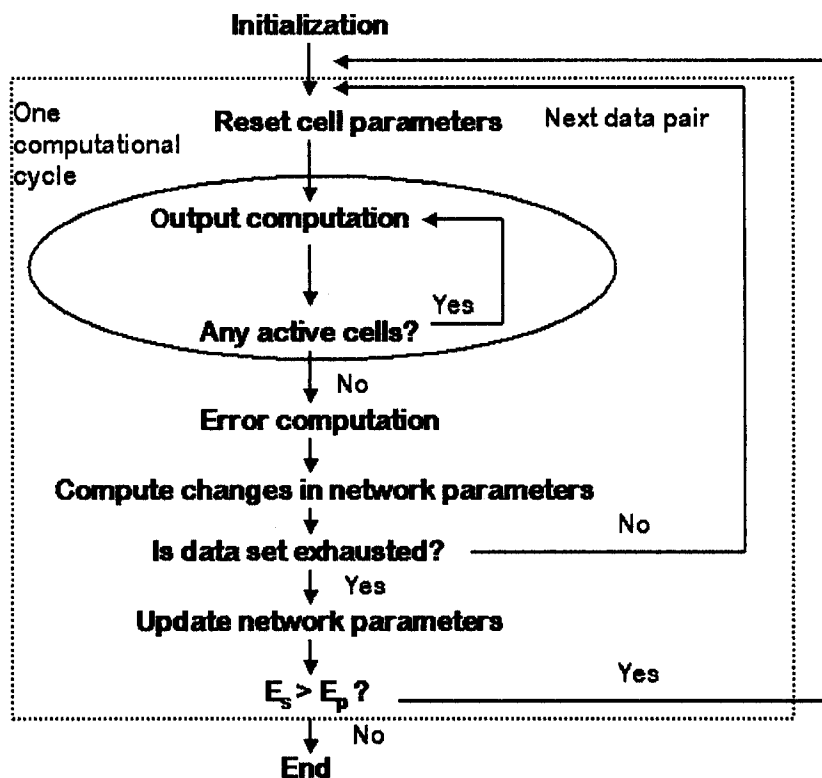 Initialization
One
computational
cycle
Reset cell parameters
Next data pair
Output computation
Yes
Any active cells?
No
Error computation
Compute changes in network parameters
Is data set exhausted?
No
Yes
Update network parameters
Es > Ep ?
Yes
No
End